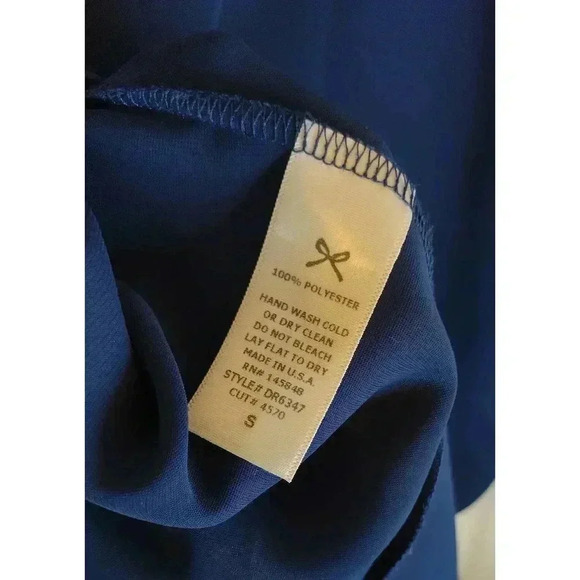 100% POLYESTER
HAND WASH COLD
OR DRY CLEAN
DO NOT BLEACH
LAY FLAT TO DRY
MADE IN U.S.A.
RN# 145848
STYLE# DR6347
CUT# 4570
S